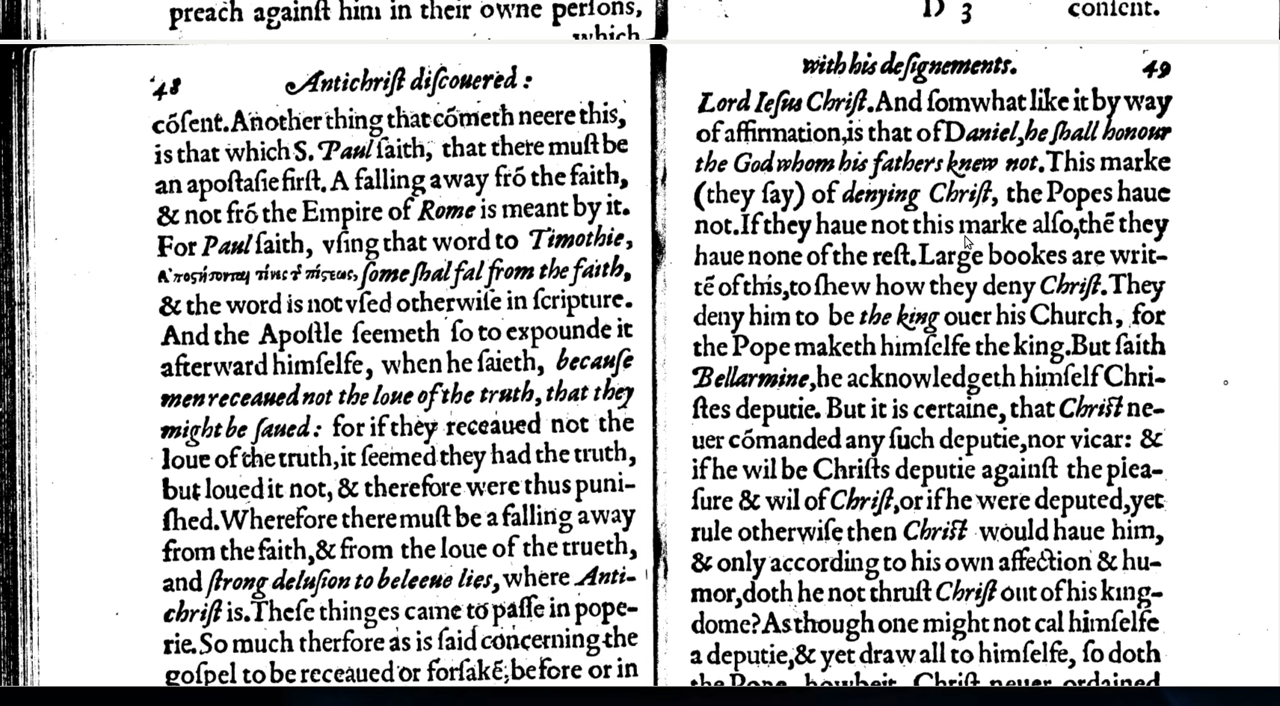 preach againſt him in their owne perſons,
which
D 3 conſent.
48 Antichriſt diſcouered:
cōſent. Another thing that cōmeth neere this,
is that which S. Paul ſaith, that there muſt be
an apoſtaſie firſt. A falling away frō the faith,
& not frō the Empire of Rome is meant by it.
For Paul ſaith, vſing that word to Timothie,
ſome ſhal fal from the faith,
& the word is not vſed otherwiſe in ſcripture.
And the Apoſtle ſeemeth ſo to expounde it
afterward himſelfe, when he ſaieth, becauſe
men receaued not the loue of the truth, that they
might be ſaued: for if they receaued not the
loue of the truth, it ſeemed they had the truth,
but loued it not, & therefore were thus puni-
ſhed. Wherefore there muſt be a falling away
from the faith, & from the loue of the trueth,
and ſtrong deluſion to beleeue lies, where Anti-
chriſt is. Theſe thinges came to paſſe in pope-
rie. So much therfore as is ſaid concerning the
goſpel to be receaued or forſakē, before or in
with his deſignements. 49
Lord Ieſus Chriſt. And ſomwhat like it by way
of affirmation, is that of Daniel, he ſhall honour
the God whom his fathers knew not. This marke
(they ſay) of denying Chriſt, the Popes haue
not. If they haue not this marke alſo, thē they
haue none of the reſt. Large bookes are writ-
tē of this, to ſhew how they deny Chriſt. They
deny him to be the king ouer his Church, for
the Pope maketh himſelfe the king. But ſaith
Bellarmine, he acknowledgeth himſelf Chri-
ſtes deputie. But it is certaine, that Chriſt ne-
uer cōmanded any ſuch deputie, nor vicar: &
if he wil be Chriſts deputie againſt the plea-
ſure & wil of Chriſt, or if he were deputed, yet
rule otherwiſe then Chriſt would haue him,
& only according to his own affection & hu-
mor, doth he not thruſt Chriſt out of his king-
dome? As though one might not cal himſelfe
a deputie, & yet draw all to himſelfe, ſo doth
the Pope, howbeit Chriſt neuer ordained